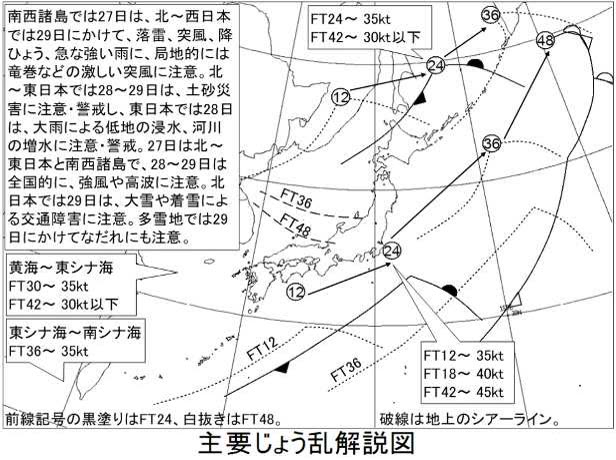 南西諸島では27日は、北～西日本
では29日にかけて、落雷、突風、降
ひょう、急な強い雨に、局地的には
竜巻などの激しい突風に注意。北
～東日本では28～29日は、土砂災
害に注意・警戒し、東日本では28日
は、大雨による低地の浸水、河川
の増水に注意・警戒。27日は北～
東日本と南西諸島で、28～29日は
全国的に、強風や高波に注意。北
日本では29日は、大雪や着雪によ
る交通障害に注意。多雪地では29
日にかけてなだれにも注意。
FT24～ 35kt
FT42～ 30kt以下
36
48
24
12
36
FT36
FT48
24
12
黄海～東シナ海
FT30～ 35kt
FT42～ 30kt以下
東シナ海～南シナ海
FT36～ 35kt
FT12
FT36
FT12～ 35kt
FT18～ 40kt
FT42～ 45kt
前線記号の黒塗りはFT24、白抜きはFT48。
破線は地上のシアーライン。
主要じょう乱解説図